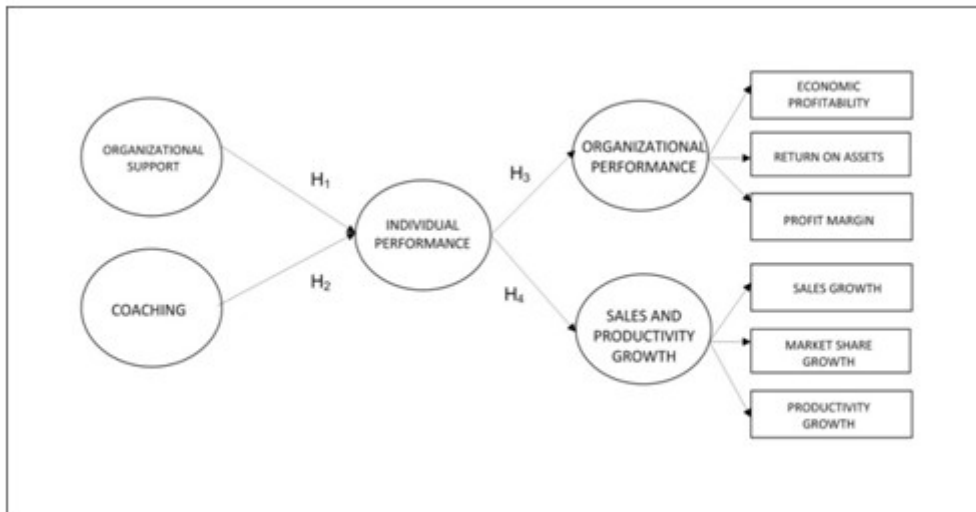 ORGANIZATIONAL
SUPPORT
COACHING
H₁
H₂
INDIVIDUAL
PERFORMANCE
H₃
H₄
ORGANIZATIONAL
PERFORMANCE
SALES AND
PRODUCTIVITY
GROWTH
ECONOMIC
PROFITABILITY
RETURN ON ASSETS
PROFIT MARGIN
SALES GROWTH
MARKET SHARE
GROWTH
PRODUCTIVITY
GROWTH